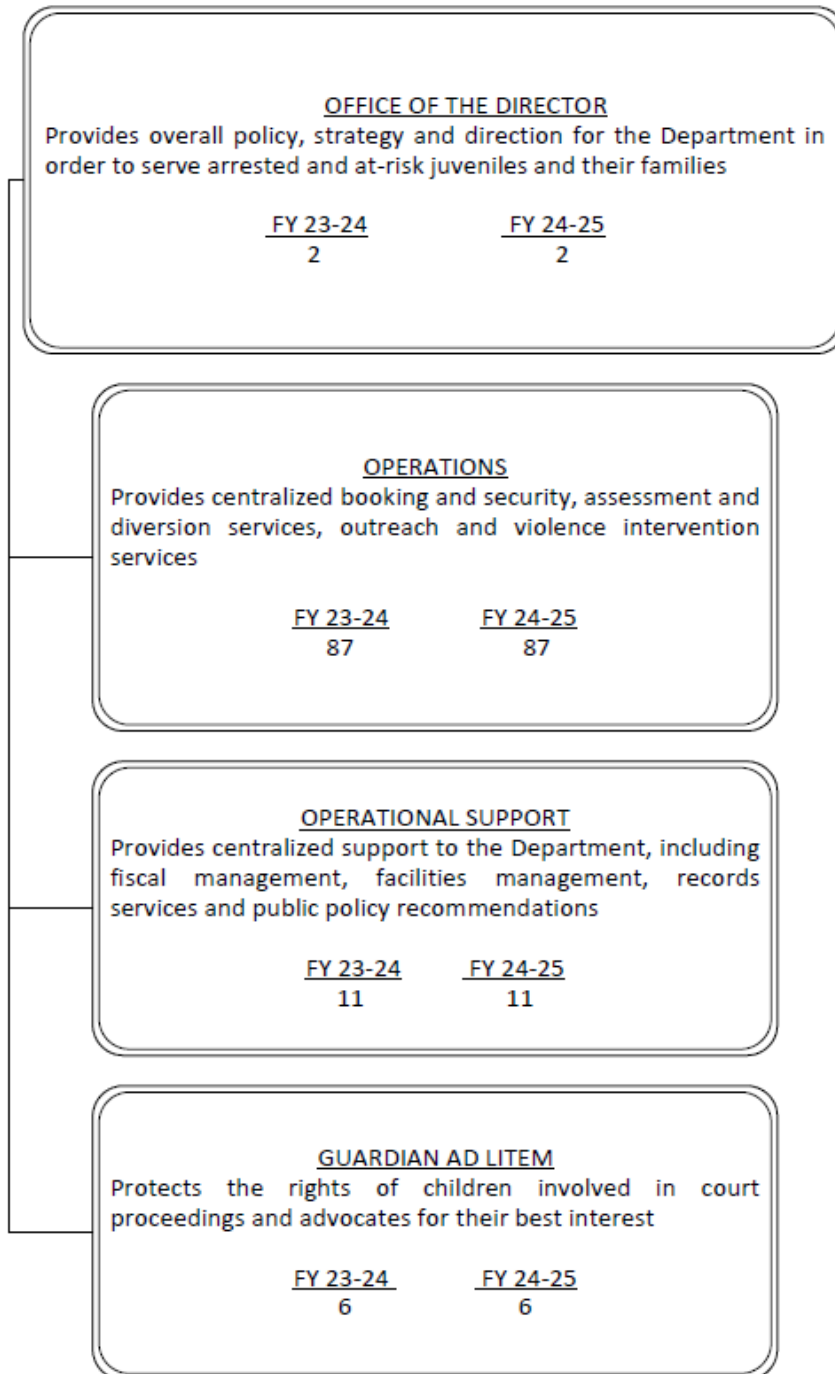 OFFICE OF THE DIRECTOR
Provides overall policy, strategy and direction for the Department in
order to serve arrested and at-risk juveniles and their families
FY 23-24 FY 24-25
2 2
OPERATIONS
Provides centralized booking and security, assessment and
diversion services, outreach and violence intervention
services
FY 23-24 FY 24-25
87 87
OPERATIONAL SUPPORT
Provides centralized support to the Department, including
fiscal management, facilities management, records
services and public policy recommendations
FY 23-24 FY 24-25
11 11
GUARDIAN AD LITEM
Protects the rights of children involved in court
proceedings and advocates for their best interest
FY 23-24 FY 24-25
6 6